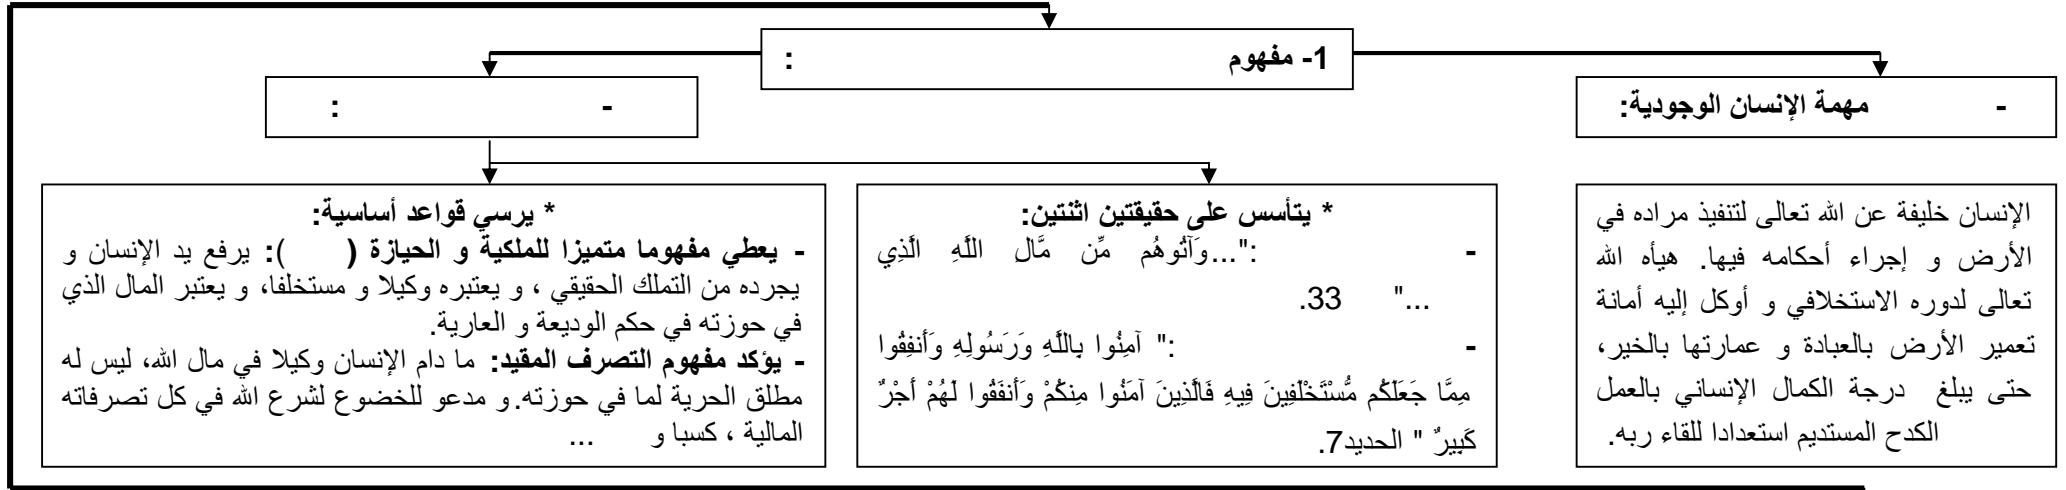 1- مفهوم :
- مهمة الإنسان الوجودية:
- :
الإنسان خليفة عن الله تعالى لتنفيذ مراده في
الأرض و إجراء أحكامه فيها. هيأه الله
تعالى لدوره الاستخلافي و أوكل إليه أمانة
تعمير الأرض بالعبادة و عمارتها بالخير،
حتى يبلغ درجة الكمال الإنساني بالعمل
الكدح المستديم استعدادا للقاء ربه.
* يتأسس على حقيقتين اثنتين:
- :"...وَآتُوهُم مِّن مَّالِ اللَّهِ الَّذِي
..." 33.
- :" آمِنُوا بِاللَّهِ وَرَسُولِهِ وَأَنفِقُوا
مِمَّا جَعَلَكُم مُّسْتَخْلَفِينَ فِيهِ فَالَّذِينَ آمَنُوا مِنكُمْ وَأَنفَقُوا لَهُمْ أَجْرٌ
كَبِيرٌ " الحديد7.
* يرسي قواعد أساسية:
- يعطي مفهوما متميزا للملكية و الحيازة ( ): يرفع يد الإنسان و
يجرده من التملك الحقيقي ، و يعتبره وكيلا و مستخلفا، و يعتبر المال الذي
في حوزته في حكم الوديعة و العارية.
- يؤكد مفهوم التصرف المقيد: ما دام الإنسان وكيلا في مال الله، ليس له
مطلق الحرية لما في حوزته. و مدعو للخضوع لشرع الله في كل تصرفاته
المالية ، كسبا و ...